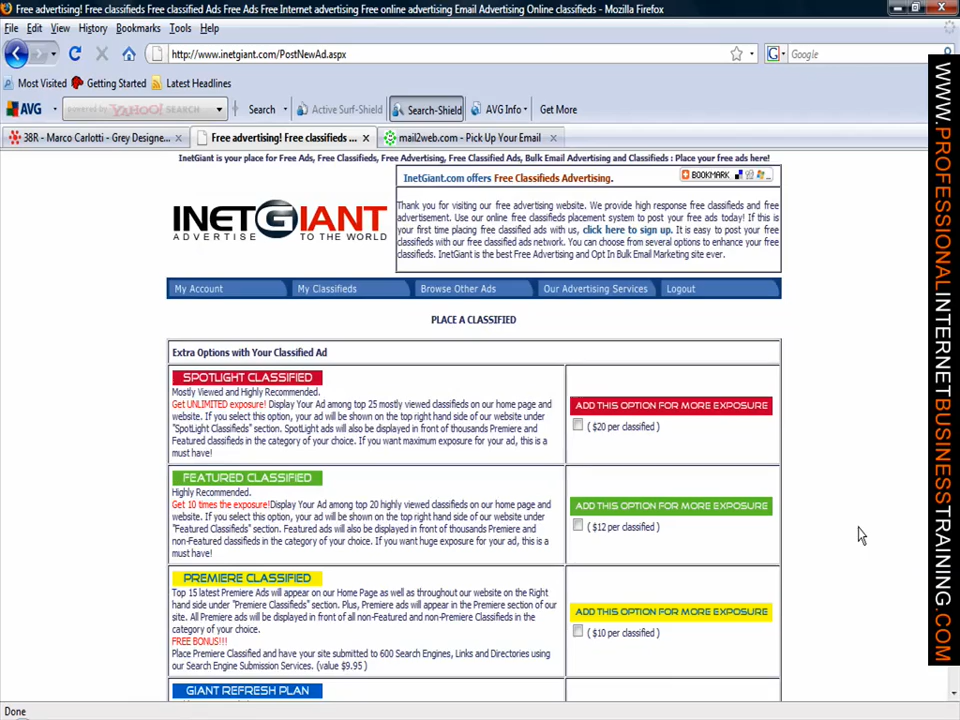 Free advertising! Free classifieds Free classified Ads Free Ads Free Internet advertising Free online advertising Email Advertising Online classifieds - Mozilla Firefox
File Edit View History Bookmarks Tools Help
http://www.inetgiant.com/PostNewAd.aspx
Google
Most Visited Getting Started Latest Headlines
AVG powered by YAHOO! SEARCH Search Active Surf-Shield Search-Shield AVG Info Get More
38R - Marco Carlotti - Grey Designe... Free advertising! Free classifieds ... mail2web.com - Pick Up Your Email
InetGiant is your place for Free Ads, Free Classifieds, Free Advertising, Free Classified Ads, Bulk Email Advertising and Classifieds : Place your free ads here!
INETGIANT
ADVERTISE TO THE WORLD
InetGiant.com offers Free Classifieds Advertising.
BOOKMARK
Thank you for visiting our free advertising website. We provide high response free classifieds and free
advertisement. Use our online free classifieds placement system to post your free ads today! If this is
your first time placing free classified ads with us, click here to sign up. It is easy to post your free
classifieds with our free classified ads network. You can choose from several options to enhance your free
classifieds. InetGiant is the best Free Advertising and Opt In Bulk Email Marketing site ever.
My Account My Classifieds Browse Other Ads Our Advertising Services Logout
PLACE A CLASSIFIED
Extra Options with Your Classified Ad
SPOTLIGHT CLASSIFIED
Mostly Viewed and Highly Recommended.
Get UNLIMITED exposure! Display Your Ad among top 25 mostly viewed classifieds on our home page and
website. If you select this option, your ad will be shown on the top right hand side of our website under
"SpotLight Classifieds" section. SpotLight ads will also be displayed in front of thousands Premiere and
Featured classifieds in the category of your choice. If you want maximum exposure for your ad, this is a
must have!
ADD THIS OPTION FOR MORE EXPOSURE
( $20 per classified )
FEATURED CLASSIFIED
Highly Recommended.
Get 10 times the exposure!Display Your Ad among top 20 highly viewed classifieds on our home page and
website. If you select this option, your ad will be shown on the top right hand side of our website under
"Featured Classifieds" section. Featured ads will also be displayed in front of thousands Premiere and
non-Featured classifieds in the category of your choice. If you want huge exposure for your ad, this is a
must have!
ADD THIS OPTION FOR MORE EXPOSURE
( $12 per classified )
PREMIERE CLASSIFIED
Top 15 latest Premiere Ads will appear on our Home Page as well as throughout our website on the Right
hand side under "Premiere Classifieds" section. Plus, Premiere ads will appear in the Premiere section of our
site. All Premiere ads will be displayed in front of all non-Featured and non-Premiere Classifieds in the
category of your choice.
FREE BONUS!!!
Place Premiere Classified and have your site submitted to 600 Search Engines, Links and Directories using
our Search Engine Submission Services. (value $9.95 )
ADD THIS OPTION FOR MORE EXPOSURE
( $10 per classified )
GIANT REFRESH PLAN
Done
WWW.PROFESSIONALINTERNETBUSINESSTRAINING.COM